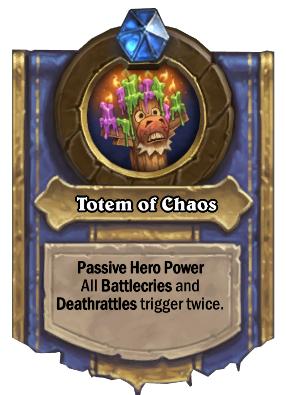 Totem of Chaos
Passive Hero Power
All Battlecries and
Deathrattles trigger twice.